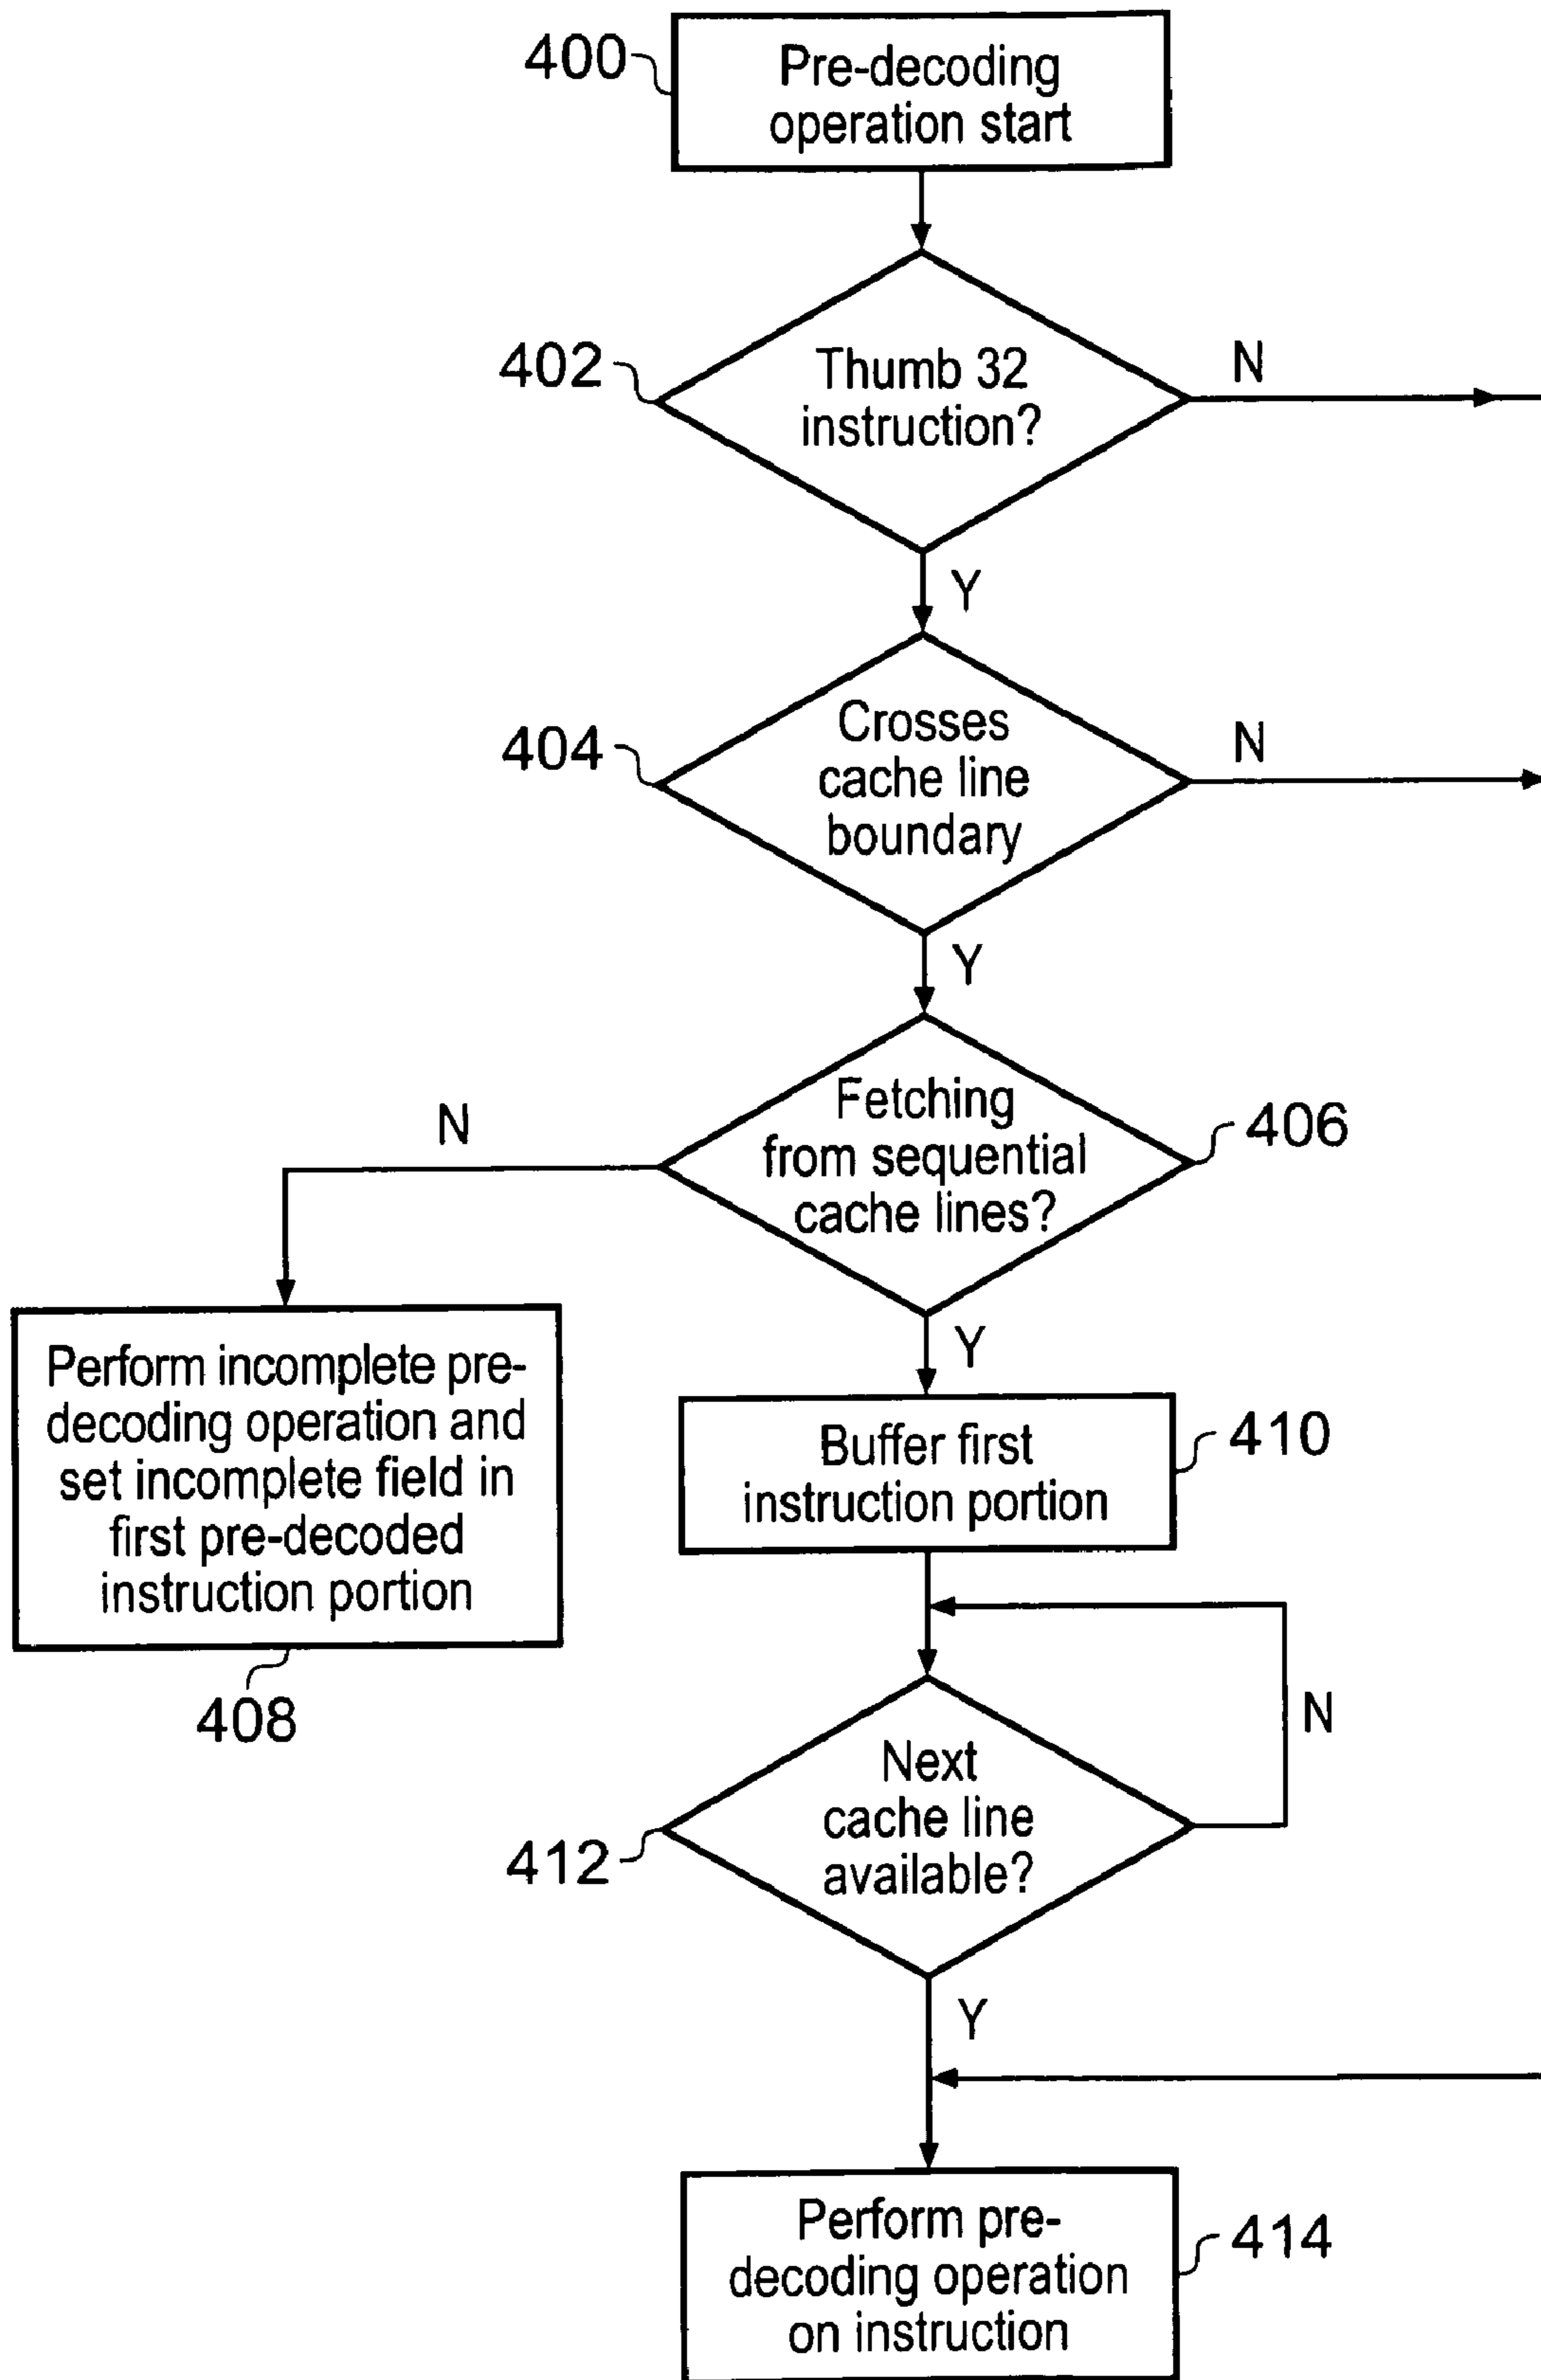 400
Pre-decoding
operation start
402
Thumb 32
instruction?
N
Y
404
Crosses
cache line
boundary
N
Y
406
Fetching
from sequential
cache lines?
N
Y
Perform incomplete pre-
decoding operation and
set incomplete field in
first pre-decoded
instruction portion
408
Buffer first
instruction portion
410
412
Next
cache line
available?
N
Y
Perform pre-
decoding operation
on instruction
414